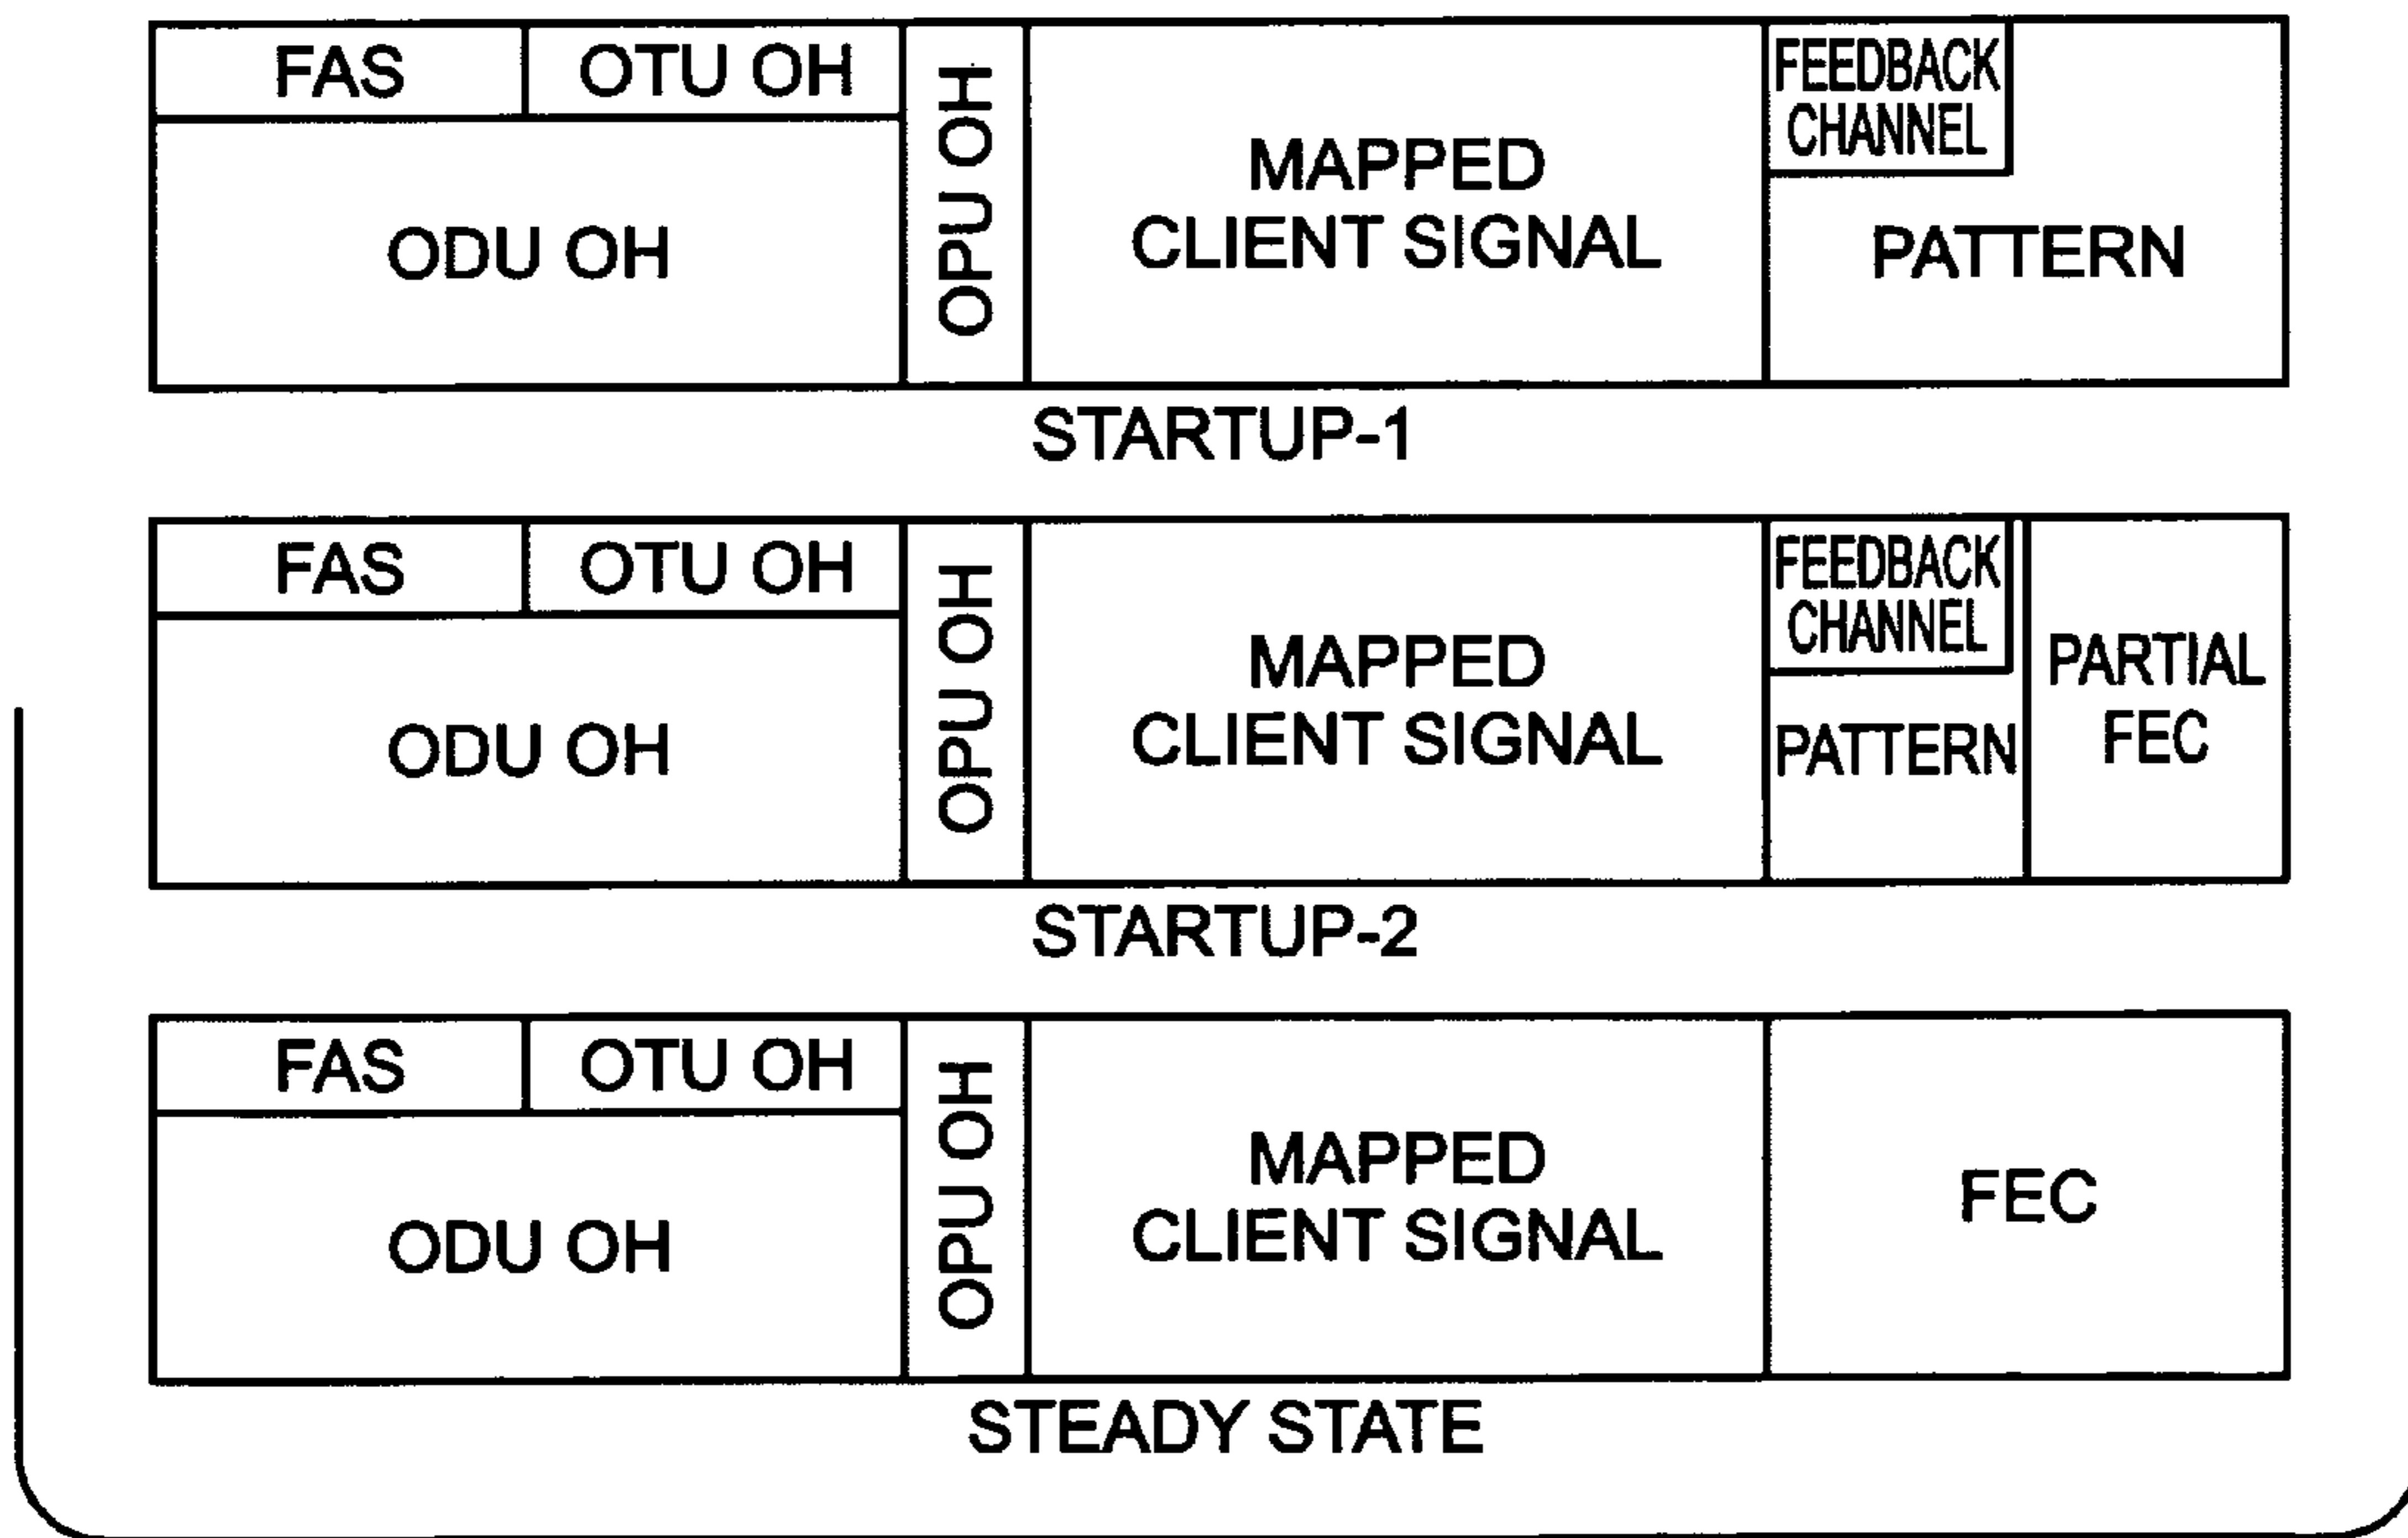 FAS
OTU OH
ODU OH
OPU OH
MAPPED
CLIENT SIGNAL
FEEDBACK
CHANNEL
PATTERN
STARTUP-1
FAS
OTU OH
ODU OH
OPU OH
MAPPED
CLIENT SIGNAL
FEEDBACK
CHANNEL
PATTERN
PARTIAL
FEC
STARTUP-2
FAS
OTU OH
ODU OH
OPU OH
MAPPED
CLIENT SIGNAL
FEC
STEADY STATE